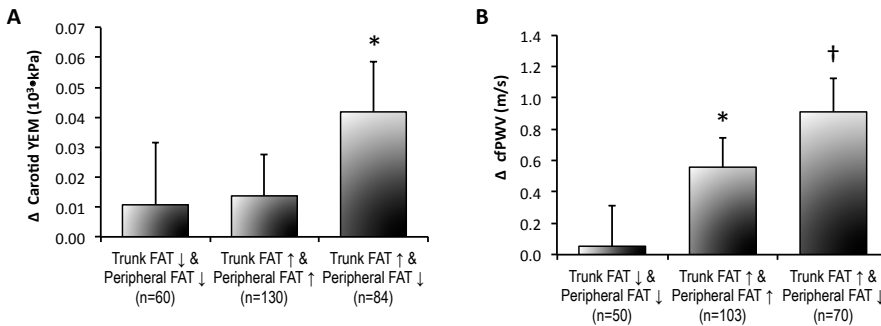 A
Δ Carotid YEM (10³•kPa)
0.07
0.06
0.05
0.04
0.03
0.02
0.01
0.00
*
Trunk FAT ↓ &
Peripheral FAT ↓
(n=60)
Trunk FAT ↑ &
Peripheral FAT ↑
(n=130)
Trunk FAT ↑ &
Peripheral FAT ↓
(n=84)
B
Δ cfPWV (m/s)
1.4
1.2
1.0
0.8
0.6
0.4
0.2
0.0
*
†
Trunk FAT ↓ &
Peripheral FAT ↓
(n=50)
Trunk FAT ↑ &
Peripheral FAT ↑
(n=103)
Trunk FAT ↑ &
Peripheral FAT ↓
(n=70)